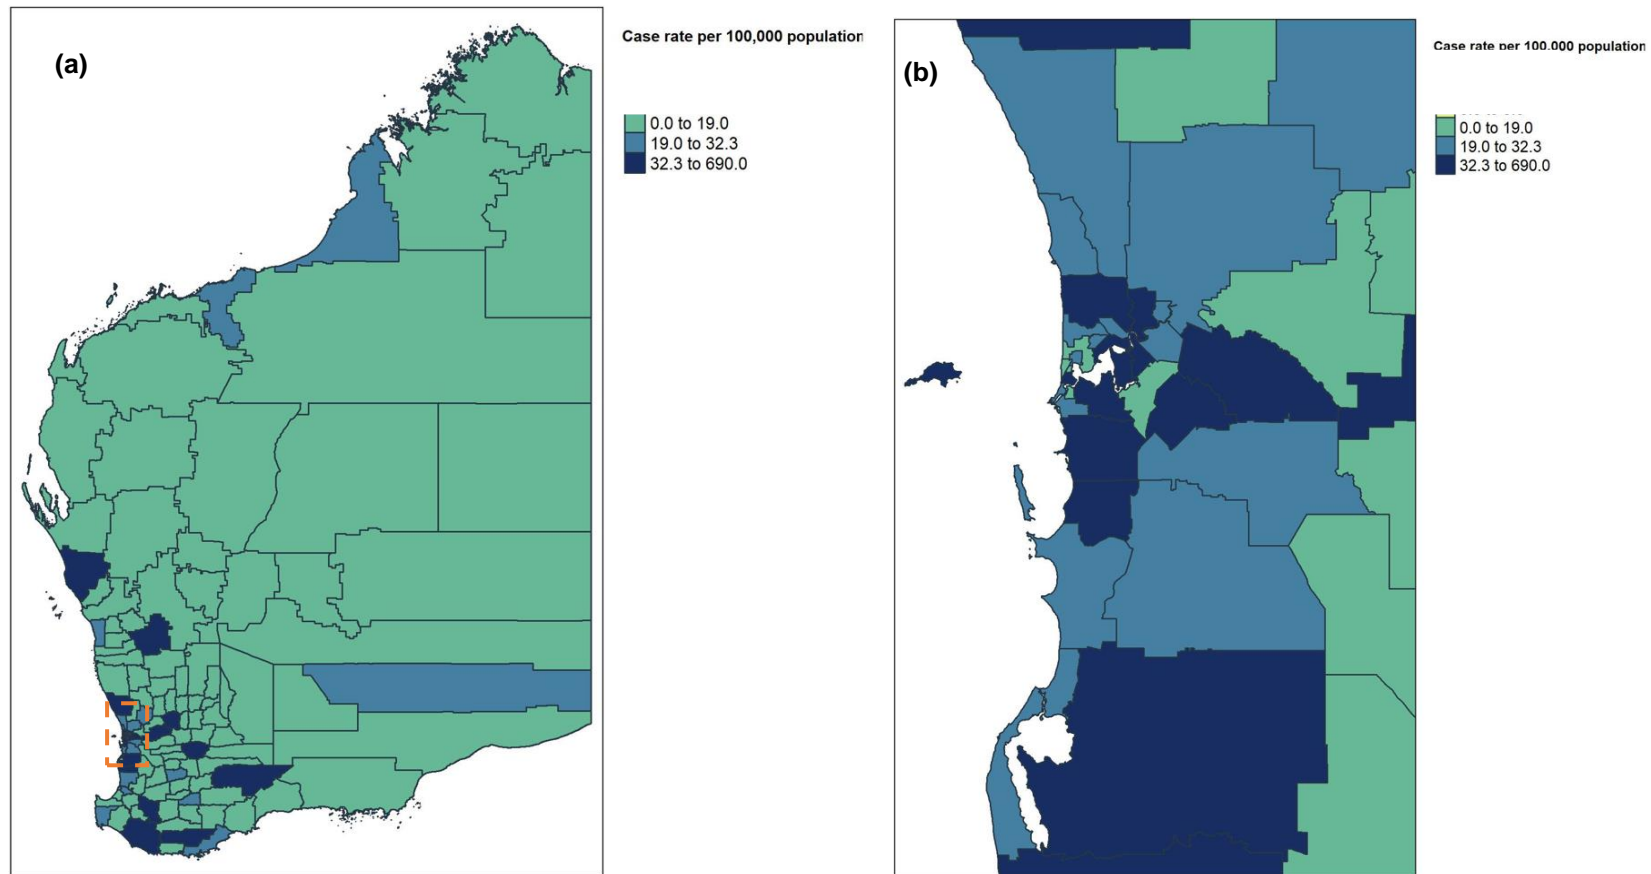 (a)
Case rate per 100,000 population
0.0 to 19.0
19.0 to 32.3
32.3 to 690.0
(b)
Case rate per 100,000 population
0.0 to 19.0
19.0 to 32.3
32.3 to 690.0